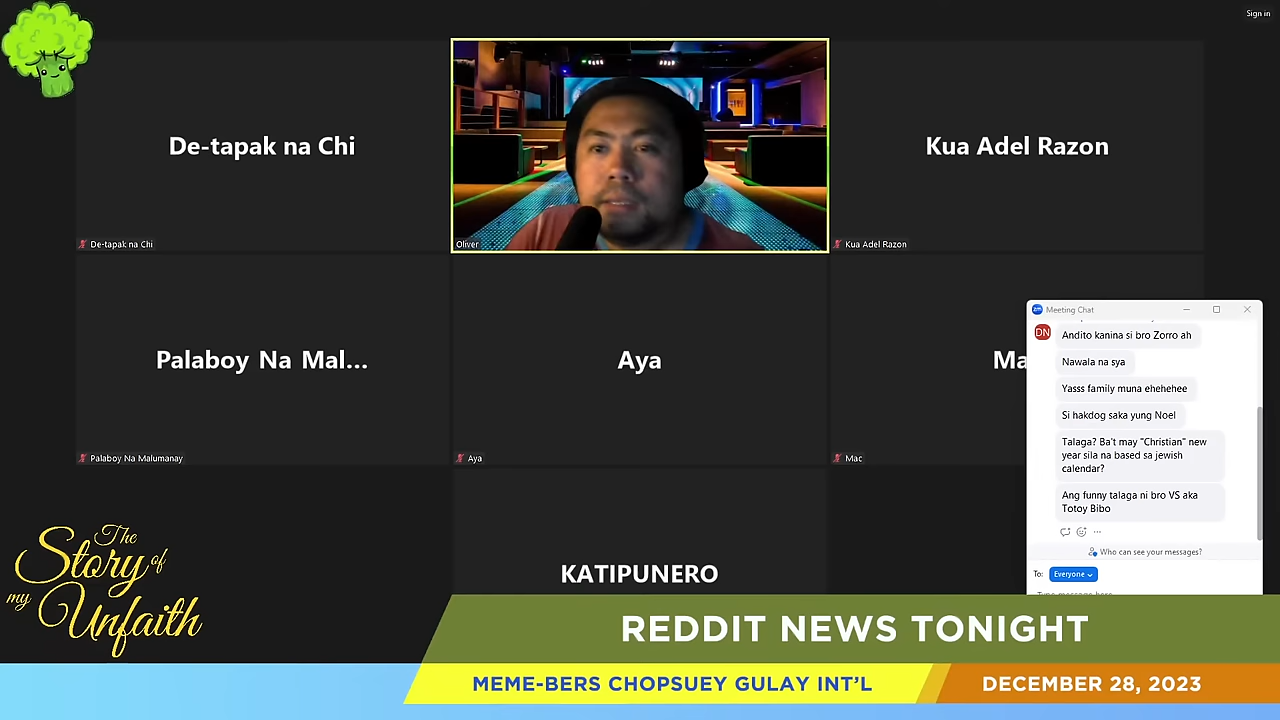 Sign in
De-tapak na Chi
Kua Adel Razon
De-tapak na Chi
Oliver
Kua Adel Razon
Palaboy Na Mal...
Aya
Palaboy Na Malumanay
Aya
Mac
KATIPUNERO
zm Meeting Chat
DN
Andito kanina si bro Zorro ah
Nawala na sya
Yasss family muna ehehehee
Si hakdog saka yung Noel
Talaga? Ba't may "Christian" new
year sila na based sa jewish
calendar?
Ang funny talaga ni bro VS aka
Totoy Bibo
Who can see your messages?
To: Everyone
The
Story of
my Unfaith
REDDIT NEWS TONIGHT
MEME-BERS CHOPSUEY GULAY INT'L
DECEMBER 28, 2023